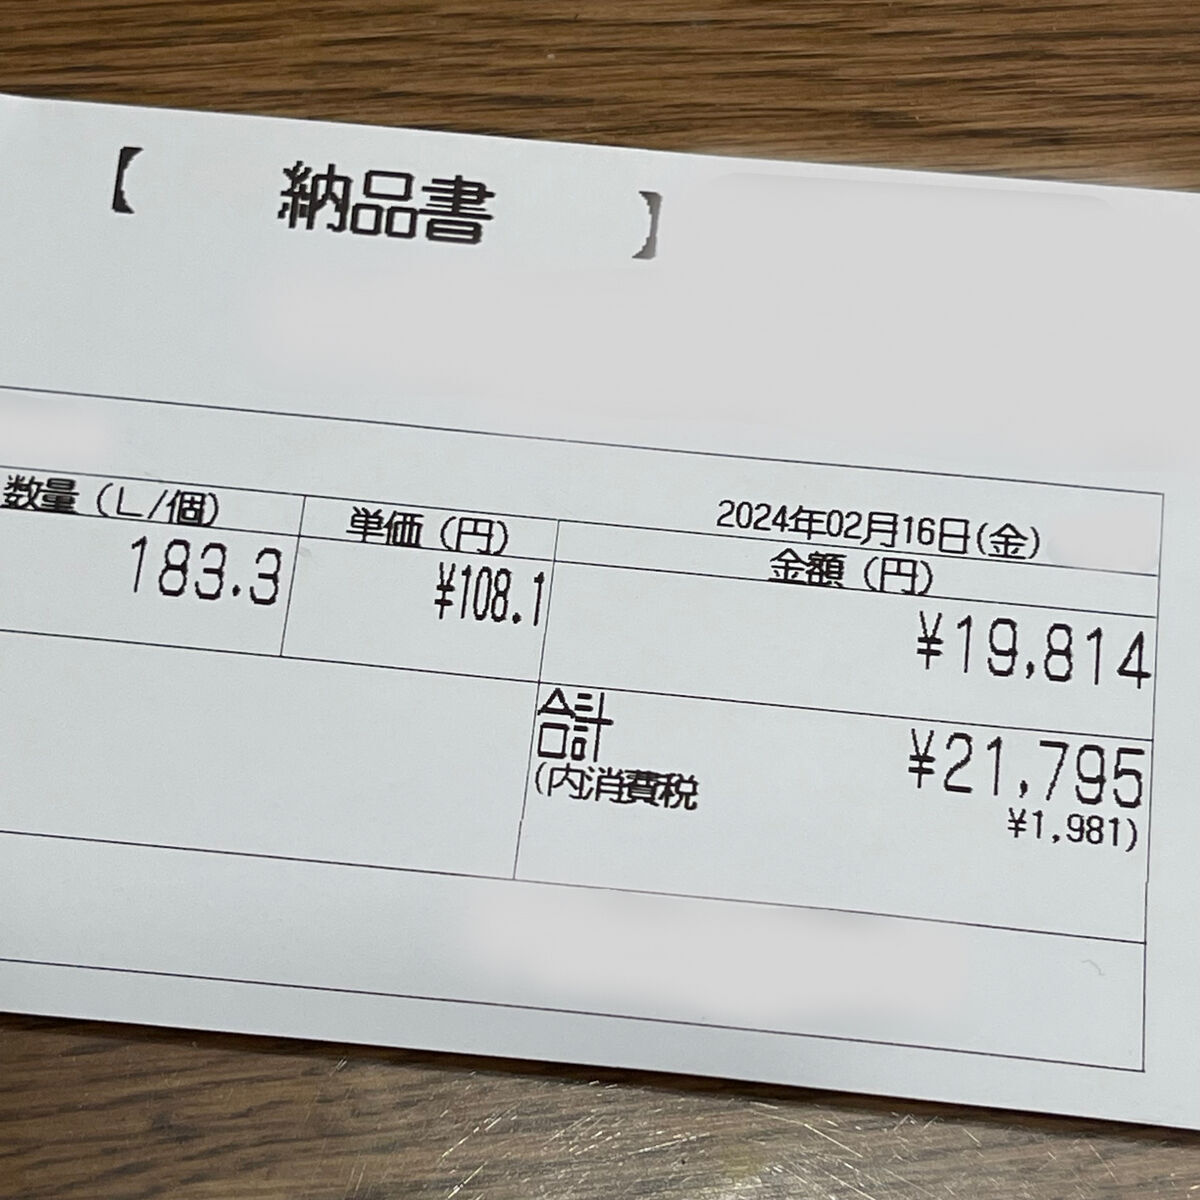 【 納品書 】
2024年02月16日(金)
数量（L/個） 単価（円） 金額（円）
183.3 ¥108.1 ¥19,814
合計 ¥21,795
(内消費税 ¥1,981)